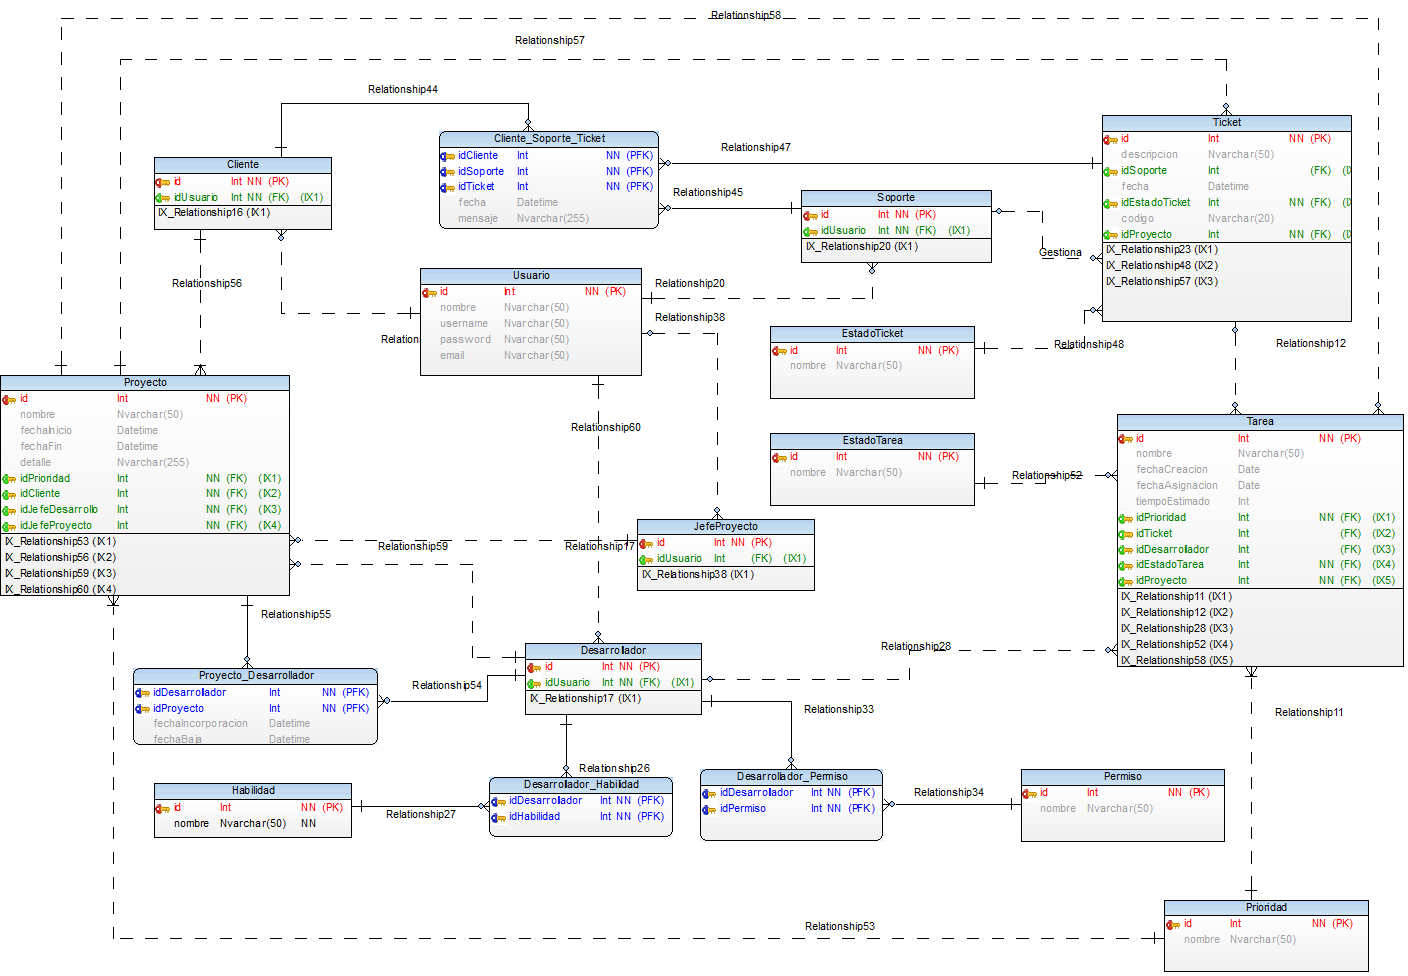 Relationship58
Relationship57
Relationship44
Cliente_Soporte_Ticket
idCliente Int NN (PFK)
idSoporte Int NN (PFK)
idTicket Int NN (PFK)
fecha Datetime
mensaje Nvarchar(255)
Relationship47
Relationship45
Ticket
id Int NN (PK)
descripcion Nvarchar(50)
idSoporte Int (FK)
fecha Datetime
idEstadoTicket Int NN (FK)
codigo Nvarchar(20)
idProyecto Int NN (FK)
IX_Relationship23 (IX1)
IX_Relationship48 (IX2)
IX_Relationship57 (IX3)
Cliente
id Int NN (PK)
idUsuario Int NN (FK) (IX1)
IX_Relationship16 (IX1)
Soporte
id Int NN (PK)
idUsuario Int NN (FK) (IX1)
IX_Relationship20 (IX1)
Gestiona
Relationship56
Usuario
id Int NN (PK)
nombre Nvarchar(50)
username Nvarchar(50)
password Nvarchar(50)
email Nvarchar(50)
Relation
Relationship20
Relationship38
EstadoTicket
id Int NN (PK)
nombre Nvarchar(50)
Relationship48
Relationship12
Proyecto
id Int NN (PK)
nombre Nvarchar(50)
fechaInicio Datetime
fechaFin Datetime
detalle Nvarchar(255)
idPrioridad Int NN (FK) (IX1)
idCliente Int NN (FK) (IX2)
idJefeDesarrollo Int NN (FK) (IX3)
idJefeProyecto Int NN (FK) (IX4)
IX_Relationship53 (IX1)
IX_Relationship56 (IX2)
IX_Relationship59 (IX3)
IX_Relationship60 (IX4)
Relationship60
EstadoTarea
id Int NN (PK)
nombre Nvarchar(50)
Relationship52
Tarea
id Int NN (PK)
nombre Nvarchar(50)
fechaCreacion Date
fechaAsignacion Date
tiempoEstimado Int
idPrioridad Int NN (FK) (IX1)
idTicket Int (FK) (IX2)
idDesarrollador Int (FK) (IX3)
idEstadoTarea Int NN (FK) (IX4)
idProyecto Int NN (FK) (IX5)
IX_Relationship11 (IX1)
IX_Relationship12 (IX2)
IX_Relationship28 (IX3)
IX_Relationship52 (IX4)
IX_Relationship58 (IX5)
JefeProyecto
id Int NN (PK)
idUsuario Int (FK) (IX1)
IX_Relationship38 (IX1)
Relationship59
Relationship17
Relationship55
Desarrollador
id Int NN (PK)
idUsuario Int NN (FK) (IX1)
IX_Relationship17 (IX1)
Relationship28
Proyecto_Desarrollador
idDesarrollador Int NN (PFK)
idProyecto Int NN (PFK)
fechaIncorporacion Datetime
fechaBaja Datetime
Relationship54
Relationship33
Relationship11
Relationship26
Habilidad
id Int NN (PK)
nombre Nvarchar(50) NN
Relationship27
Desarrollador_Habilidad
idDesarrollador Int NN (PFK)
idHabilidad Int NN (PFK)
Desarrollador_Permiso
idDesarrollador Int NN (PFK)
idPermiso Int NN (PFK)
Relationship34
Permiso
id Int NN (PK)
nombre Nvarchar(50)
Relationship53
Prioridad
id Int NN (PK)
nombre Nvarchar(50)